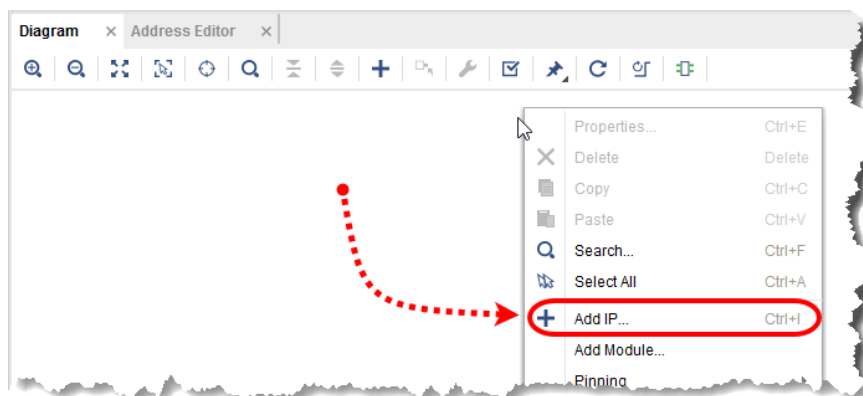 Diagram × Address Editor ×
Properties... Ctrl+E
Delete Delete
Copy Ctrl+C
Paste Ctrl+V
Search... Ctrl+F
Select All Ctrl+A
Add IP... Ctrl+I
Add Module...
Pinning